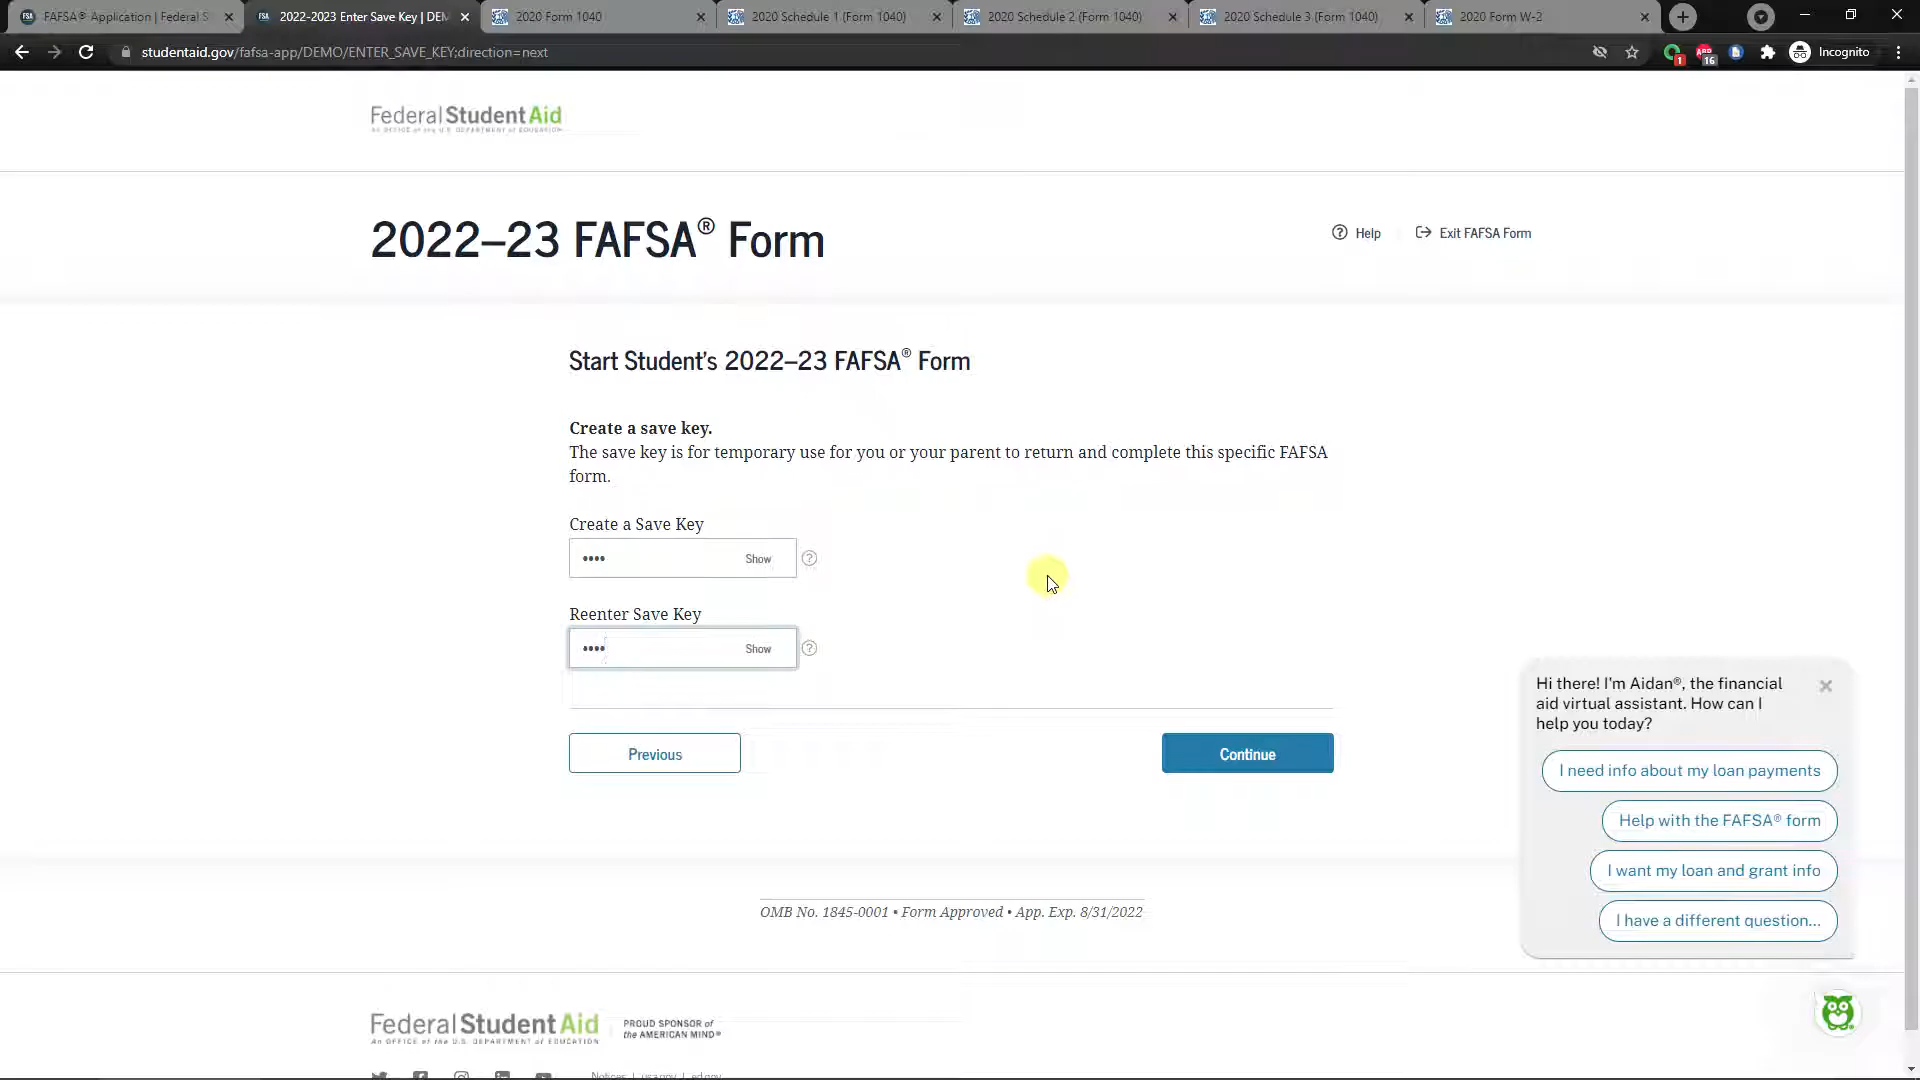 FAFSA® Application | Federal S
2022-2023 Enter Save Key | DEM
2020 Form 1040
2020 Schedule 1 (Form 1040)
2020 Schedule 2 (Form 1040)
2020 Schedule 3 (Form 1040)
2020 Form W-2
studentaid.gov/fafsa-app/DEMO/ENTER_SAVE_KEY;direction=next
1
16
Incognito
Federal StudentAid
An OFFICE of the U.S. DEPARTMENT of EDUCATION
2022–23 FAFSA® Form
Help
Exit FAFSA Form
Start Student's 2022–23 FAFSA® Form
Create a save key.
The save key is for temporary use for you or your parent to return and complete this specific FAFSA
form.
Create a Save Key
•••• Show
Reenter Save Key
•••• Show
Previous
Continue
Hi there! I'm Aidan®, the financial
aid virtual assistant. How can I
help you today?
I need info about my loan payments
Help with the FAFSA® form
I want my loan and grant info
I have a different question...
OMB No. 1845-0001 • Form Approved • App. Exp. 8/31/2022
Federal Student Aid
An OFFICE of the U.S. DEPARTMENT of EDUCATION
PROUD SPONSOR of
the AMERICAN MIND®
Notices | usa.gov | ed.gov